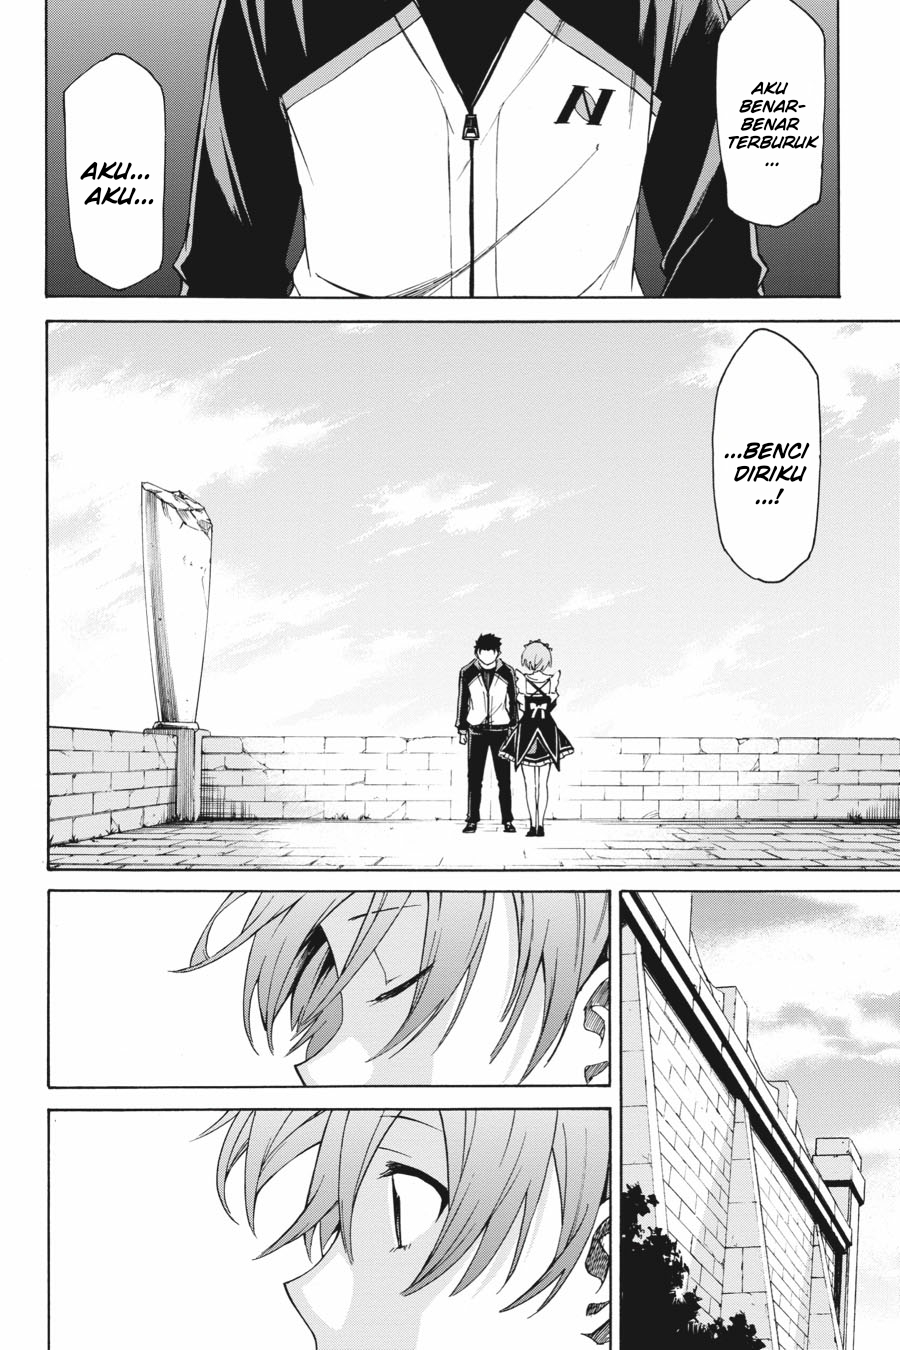 AKU
BENAR-
BENAR
TERBURUK
...
AKU...
AKU...
...BENCI
DIRIKU
...!